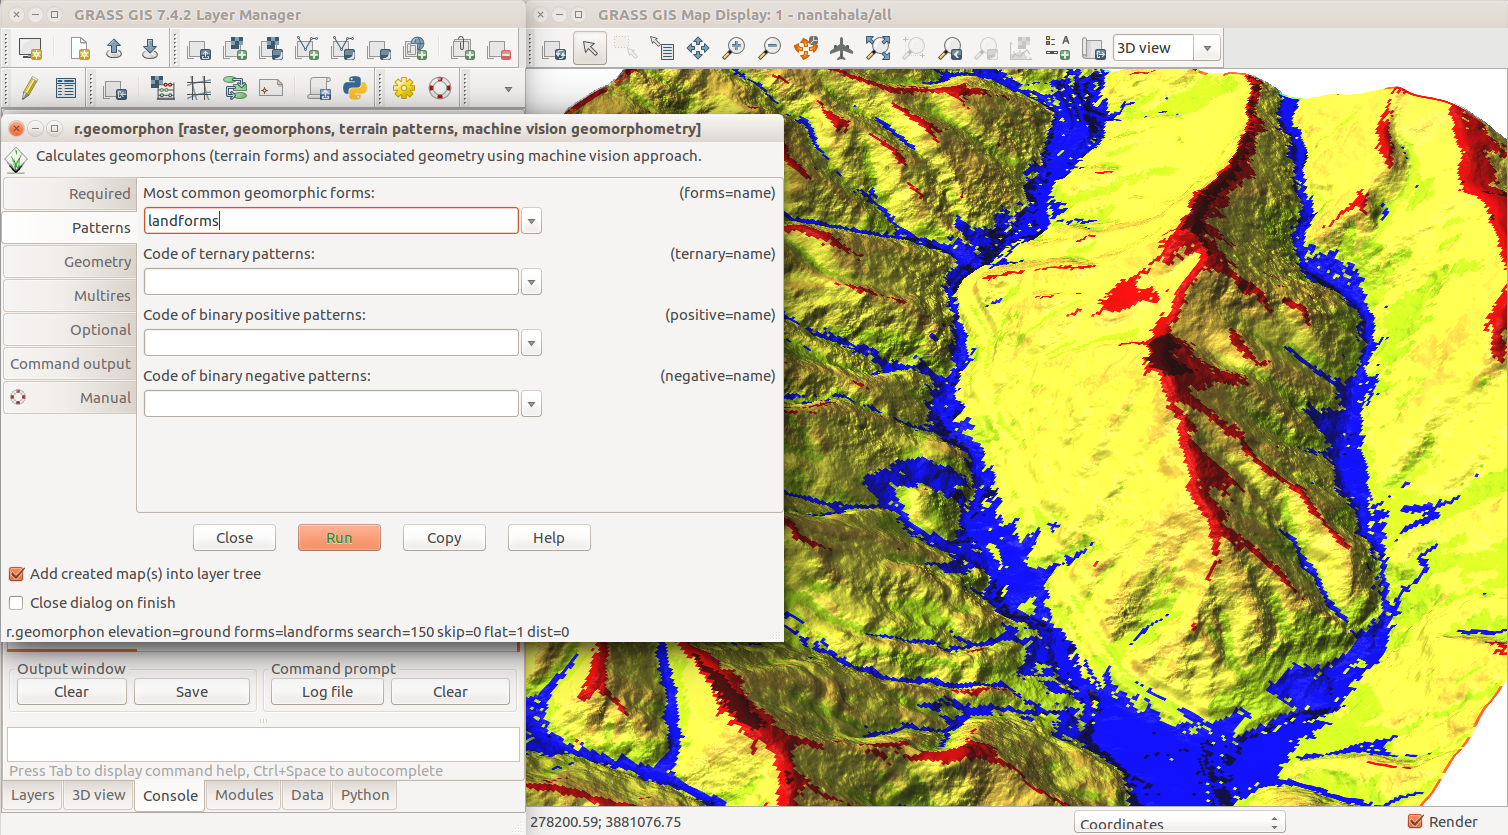 GRASS GIS 7.4.2 Layer Manager
GRASS GIS Map Display: 1 - nantahala/all
3D view
r.geomorphon [raster, geomorphons, terrain patterns, machine vision geomorphometry]
Calculates geomorphons (terrain forms) and associated geometry using machine vision approach.
Required
Patterns
Geometry
Multires
Optional
Command output
Manual
Most common geomorphic forms: (forms=name)
landforms
Code of ternary patterns: (ternary=name)
Code of binary positive patterns: (positive=name)
Code of binary negative patterns: (negative=name)
Close Run Copy Help
Add created map(s) into layer tree
Close dialog on finish
r.geomorphon elevation=ground forms=landforms search=150 skip=0 flat=1 dist=0
Output window Command prompt
Clear Save Log file Clear
Press Tab to display command help, Ctrl+Space to autocomplete
Layers 3D view Console Modules Data Python
278200.59; 3881076.75 Coordinates Render